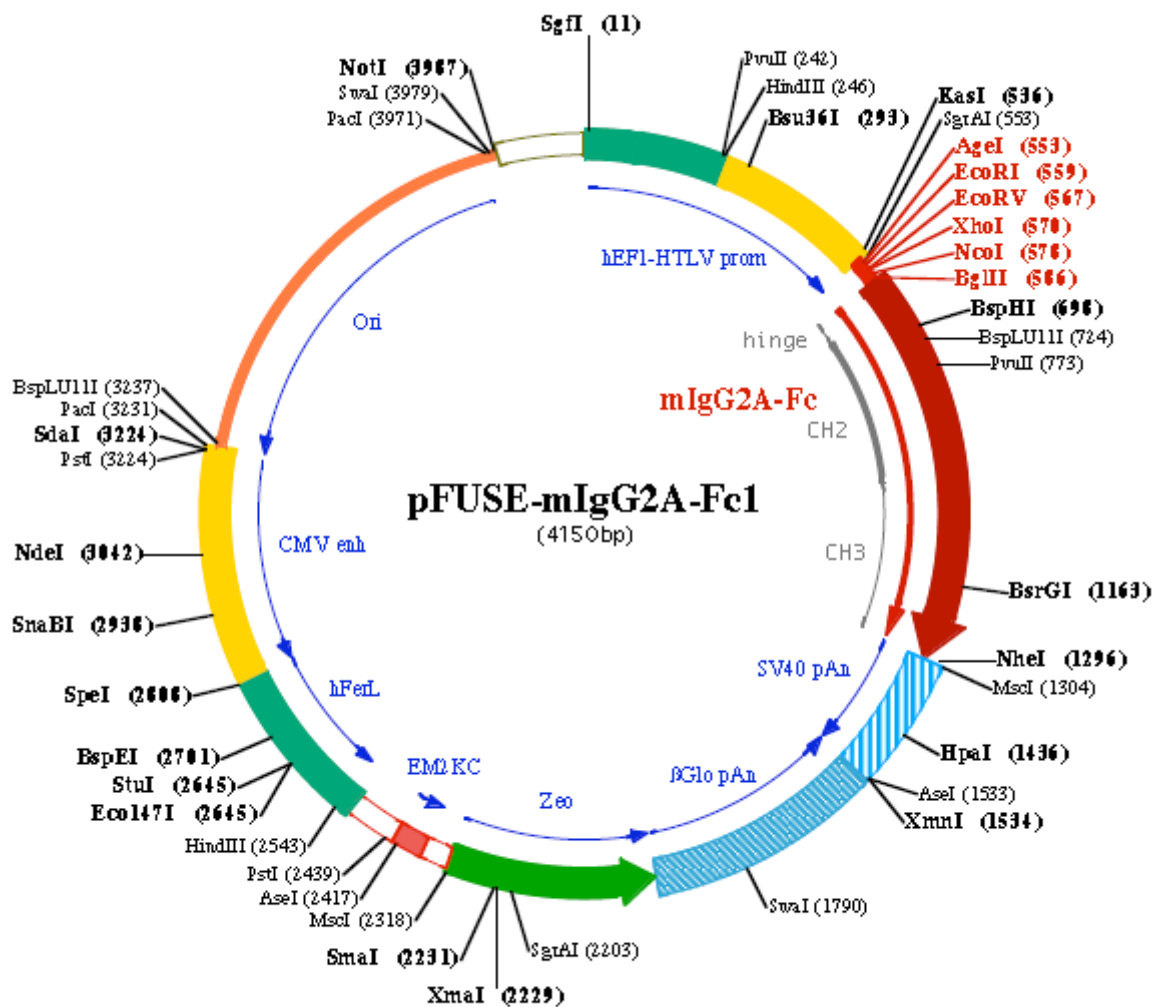 SgfI (11)
NotI (3987)
SwaI (3979)
PacI (3971)
PvuII (242)
HindIII (246)
Bsu36I (293)
KasI (536)
SgrAI (553)
AgeI (553)
EcoRI (559)
EcoRV (567)
XhoI (570)
NcoI (578)
BglII (586)
BspHI (698)
BspLU11I (724)
PvuII (773)
hEF1-HTLV prom
hinge
mIgG2A-Fc
CH2
CH3
Ori
BspLU11I (3237)
PacI (3231)
SdaI (3224)
PstI (3224)
pFUSE-mIgG2A-Fc1
(4150bp)
NdeI (3042)
CMV enh
SnaBI (2938)
BsrGI (1163)
NheI (1296)
MscI (1304)
SV40 pAn
SpeI (2808)
hFerL
BspEI (2701)
StuI (2645)
Eco147I (2645)
HpaI (1436)
AseI (1533)
XmnI (1534)
EM2KC
Zeo
βGlo pAn
HindIII (2543)
PstI (2439)
AseI (2417)
MscI (2318)
SmaI (2231)
XmaI (2229)
SgrAI (2203)
SwaI (1790)